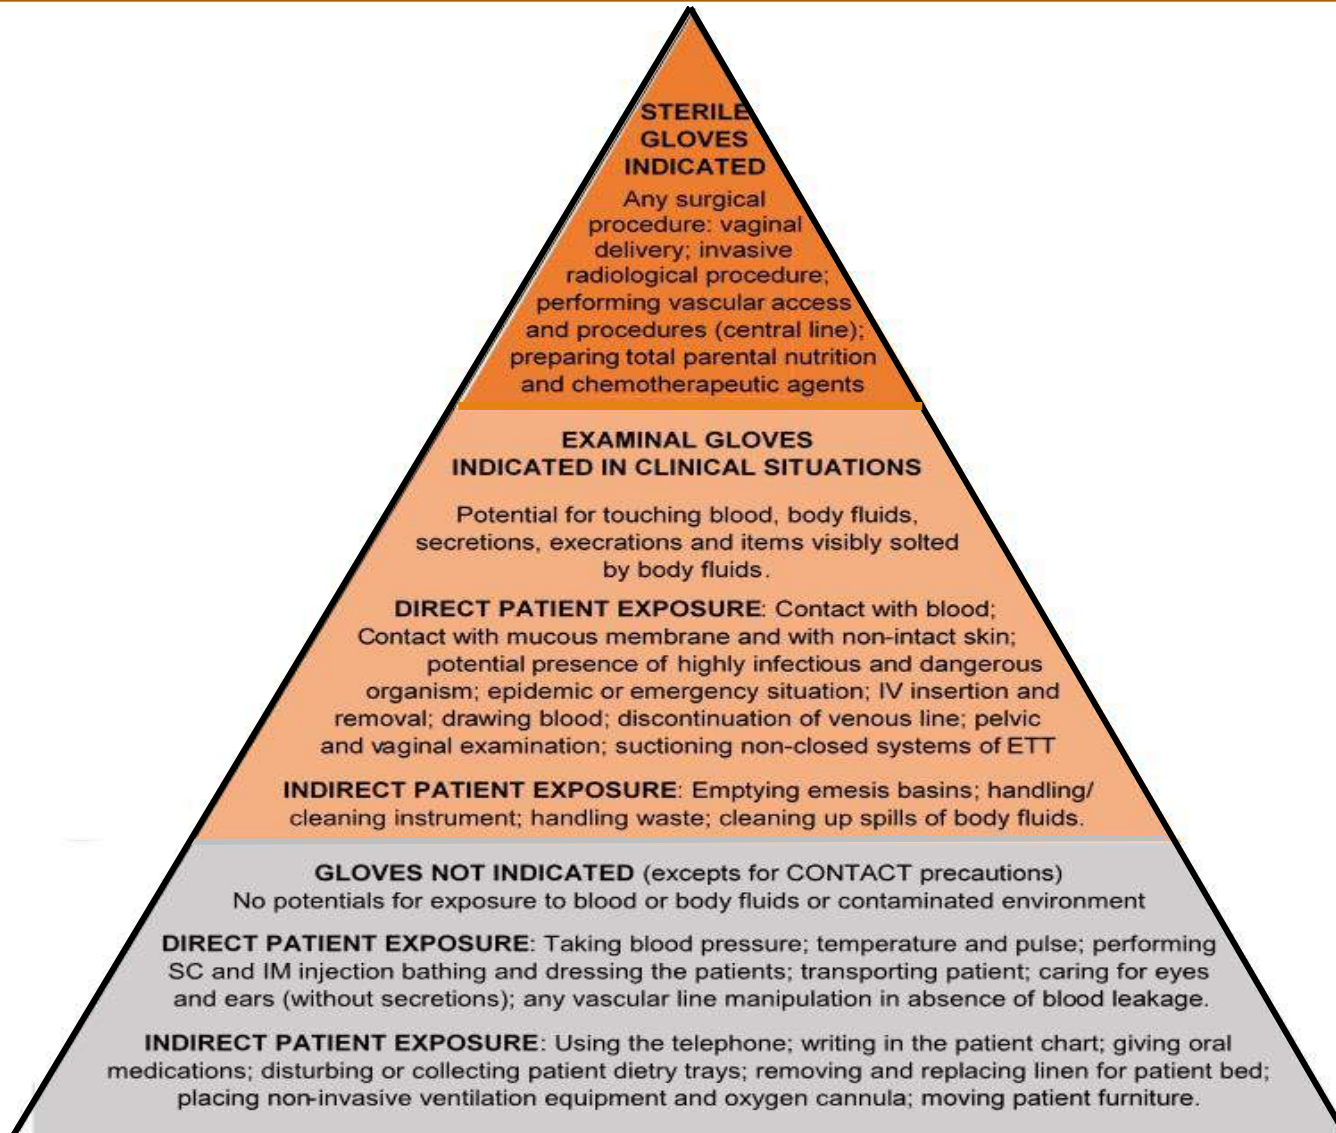 STERILE
GLOVES
INDICATED
Any surgical
procedure: vaginal
delivery; invasive
radiological procedure;
performing vascular access
and procedures (central line);
preparing total parental nutrition
and chemotherapeutic agents
EXAMINAL GLOVES
INDICATED IN CLINICAL SITUATIONS
Potential for touching blood, body fluids,
secretions, execrations and items visibly solted
by body fluids.
DIRECT PATIENT EXPOSURE: Contact with blood;
Contact with mucous membrane and with non-intact skin;
potential presence of highly infectious and dangerous
organism; epidemic or emergency situation; IV insertion and
removal; drawing blood; discontinuation of venous line; pelvic
and vaginal examination; suctioning non-closed systems of ETT
INDIRECT PATIENT EXPOSURE: Emptying emesis basins; handling/
cleaning instrument; handling waste; cleaning up spills of body fluids.
GLOVES NOT INDICATED (excepts for CONTACT precautions)
No potentials for exposure to blood or body fluids or contaminated environment
DIRECT PATIENT EXPOSURE: Taking blood pressure; temperature and pulse; performing
SC and IM injection bathing and dressing the patients; transporting patient; caring for eyes
and ears (without secretions); any vascular line manipulation in absence of blood leakage.
INDIRECT PATIENT EXPOSURE: Using the telephone; writing in the patient chart; giving oral
medications; disturbing or collecting patient dietry trays; removing and replacing linen for patient bed;
placing non-invasive ventilation equipment and oxygen cannula; moving patient furniture.